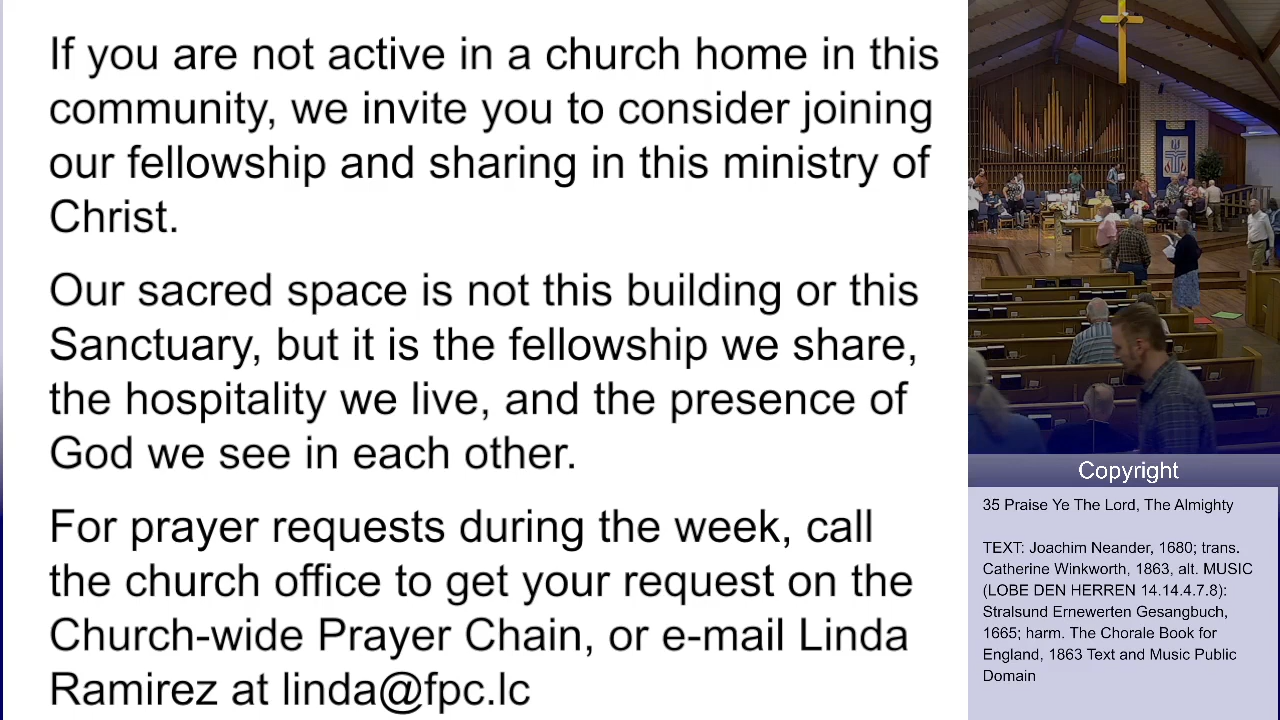 If you are not active in a church home in this
community, we invite you to consider joining
our fellowship and sharing in this ministry of
Christ.
Our sacred space is not this building or this
Sanctuary, but it is the fellowship we share,
the hospitality we live, and the presence of
God we see in each other.
For prayer requests during the week, call
the church office to get your request on the
Church-wide Prayer Chain, or e-mail Linda
Ramirez at linda@fpc.lc
Copyright
35 Praise Ye The Lord, The Almighty
TEXT: Joachim Neander, 1680; trans.
Catherine Winkworth, 1863, alt. MUSIC
(LOBE DEN HERREN 14.14.4.7.8):
Stralsund Ernewerten Gesangbuch,
1665; harm. The Chorale Book for
England, 1863 Text and Music Public
Domain